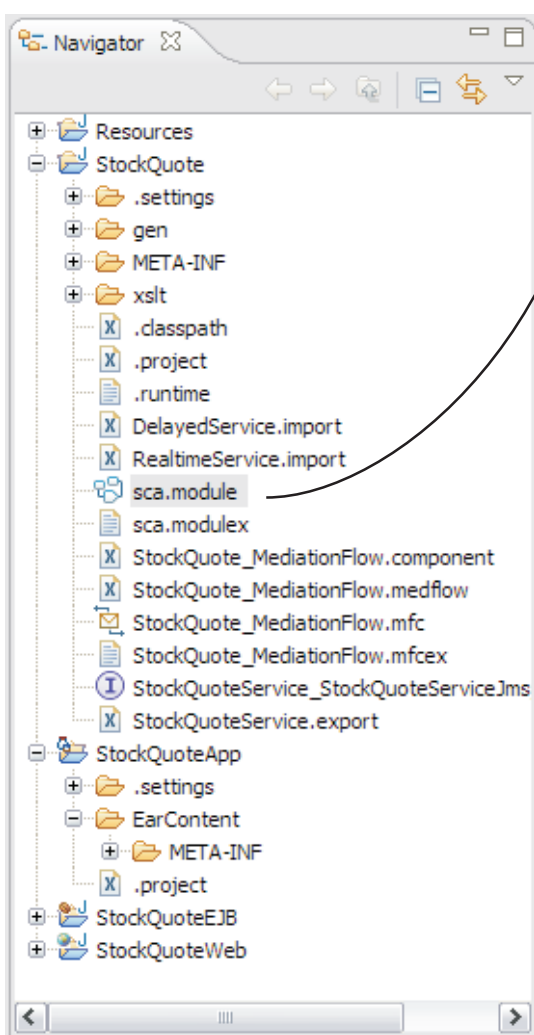 Navigator
Resources
StockQuote
.settings
gen
META-INF
xslt
.classpath
.project
.runtime
DelayedService.import
RealtimeService.import
sca.module
sca.modulex
StockQuote_MediationFlow.component
StockQuote_MediationFlow.medflow
StockQuote_MediationFlow.mfc
StockQuote_MediationFlow.mfcex
StockQuoteService_StockQuoteServiceJms
StockQuoteService.export
StockQuoteApp
.settings
EarContent
META-INF
.project
StockQuoteEJB
StockQuoteWeb